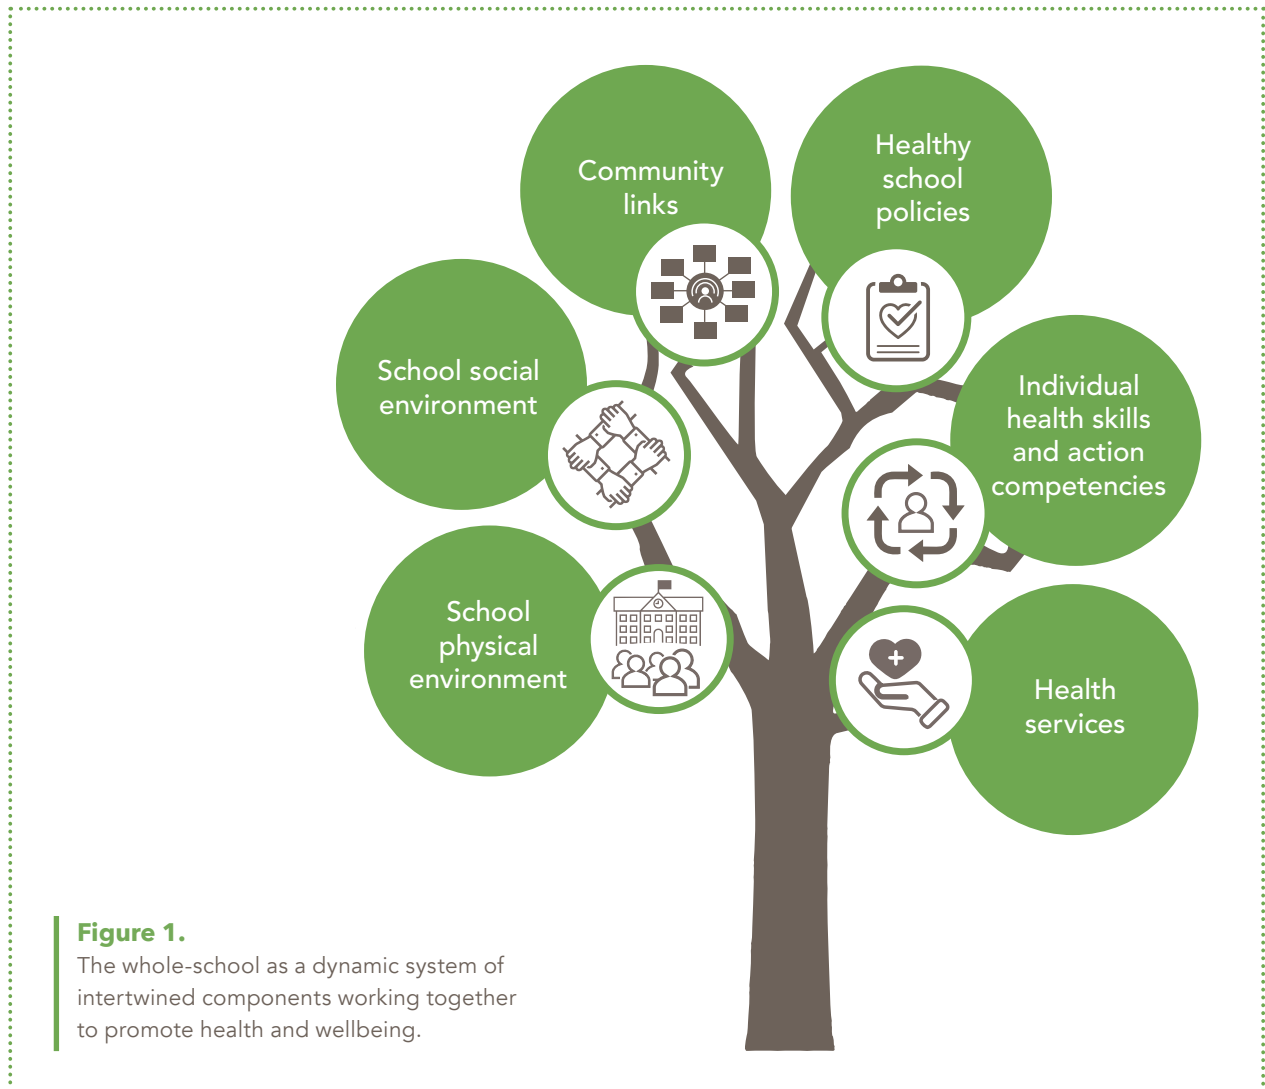 Community
links
Healthy
school
policies
School social
environment
Individual
health skills
and action
competencies
School
physical
environment
Health
services
Figure 1.
The whole-school as a dynamic system of
intertwined components working together
to promote health and wellbeing.